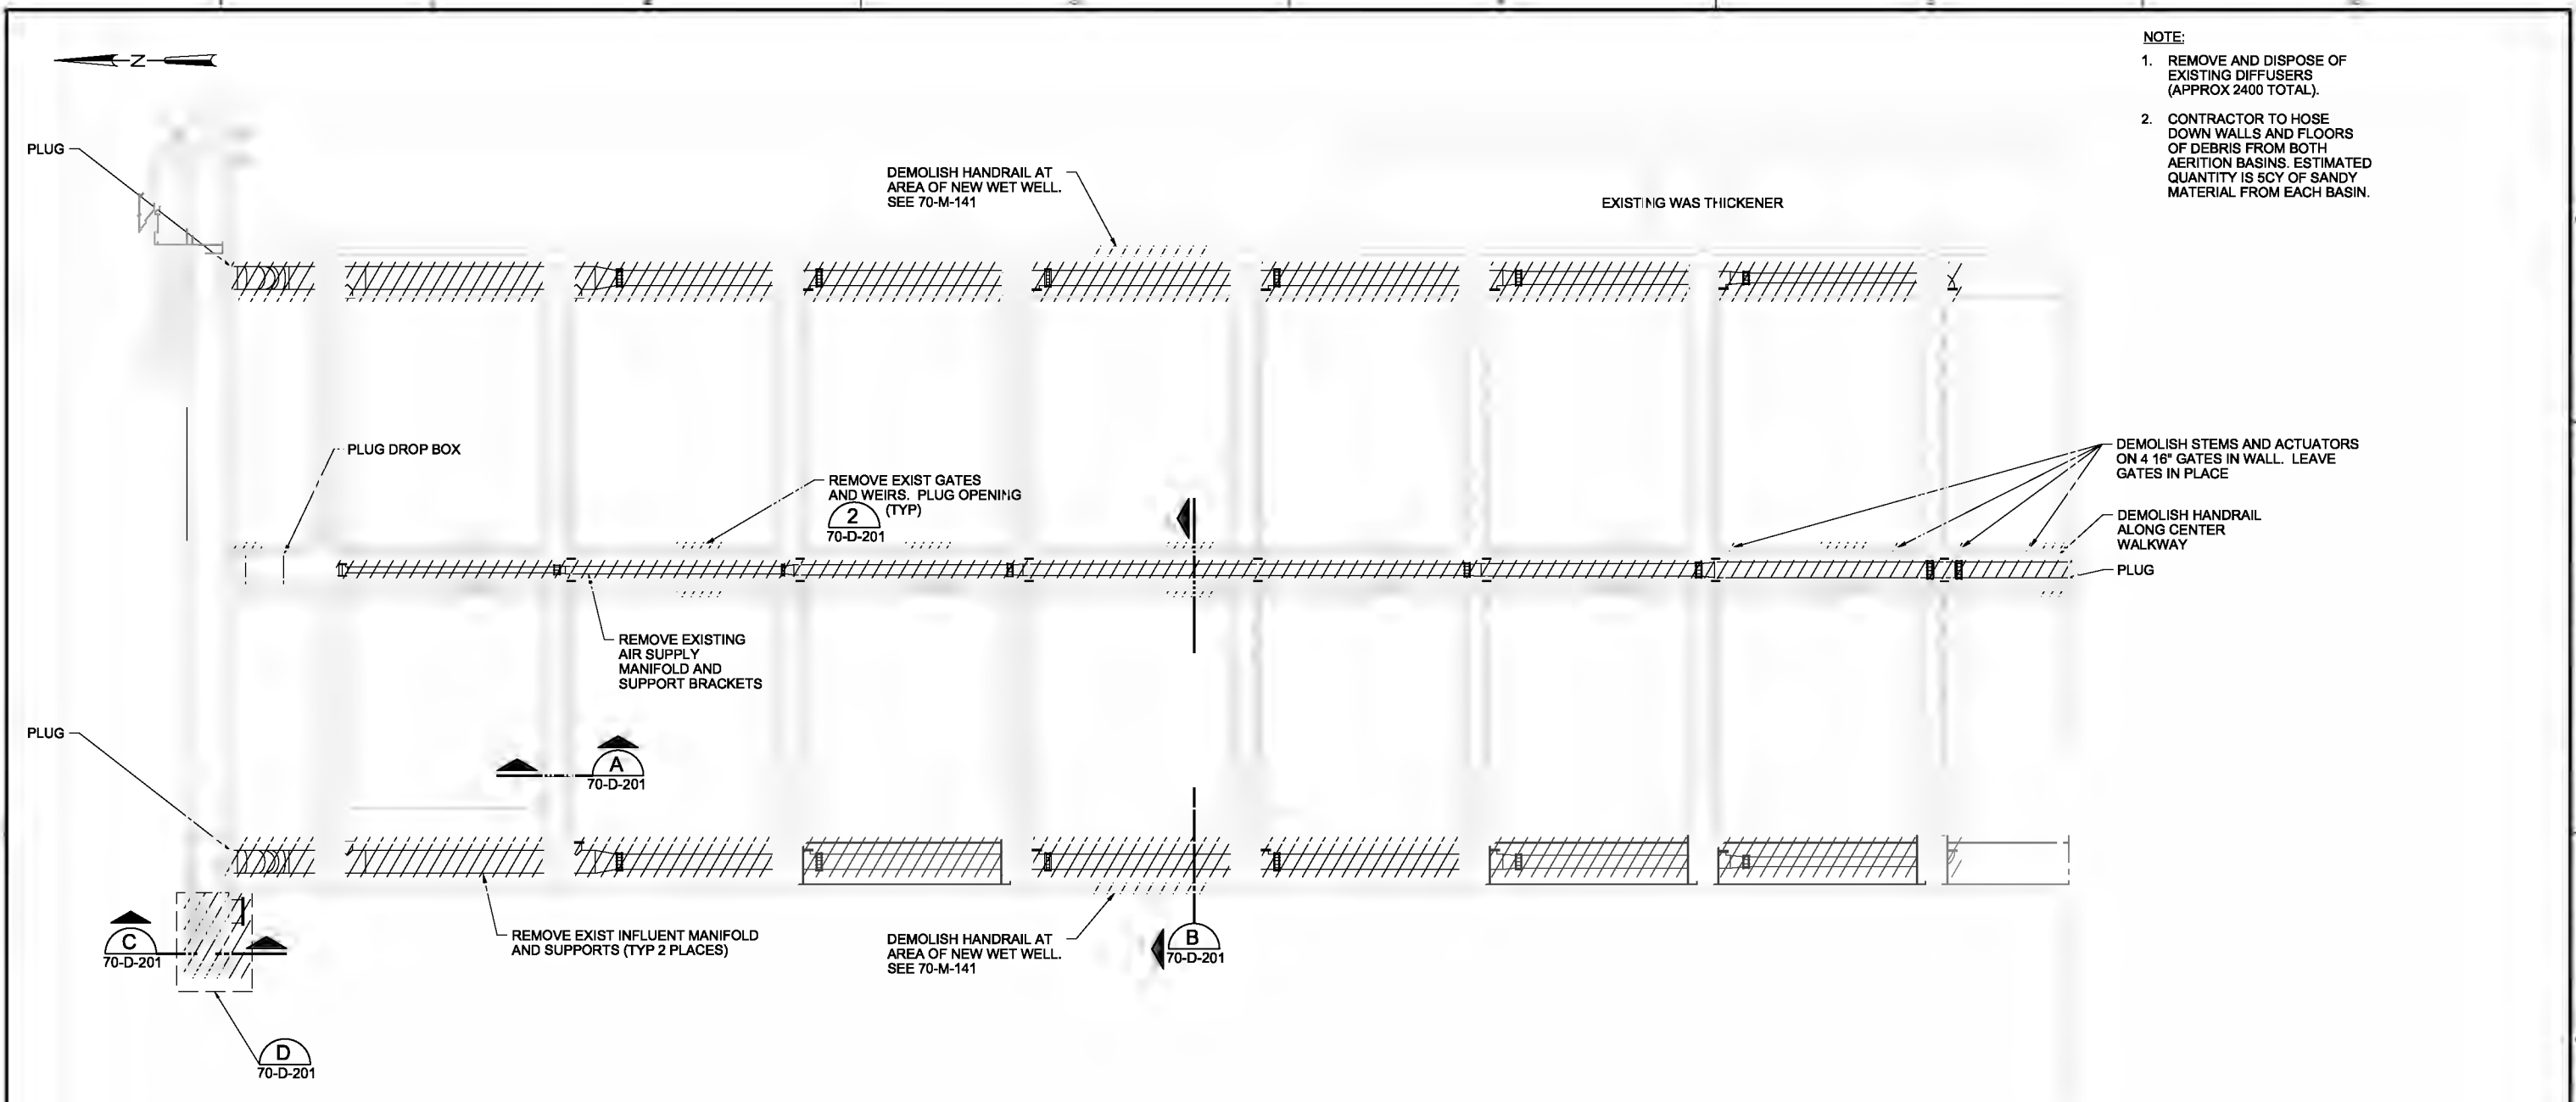 N
NOTE:
1. REMOVE AND DISPOSE OF
EXISTING DIFFUSERS
(APPROX 2400 TOTAL).
2. CONTRACTOR TO HOSE
DOWN WALLS AND FLOORS
OF DEBRIS FROM BOTH
AERITION BASINS. ESTIMATED
QUANTITY IS 5CY OF SANDY
MATERIAL FROM EACH BASIN.
PLUG
DEMOLISH HANDRAIL AT
AREA OF NEW WET WELL.
SEE 70-M-141
EXISTING WAS THICKENER
PLUG DROP BOX
REMOVE EXIST GATES
AND WEIRS. PLUG OPENING
(TYP)
2
70-D-201
DEMOLISH STEMS AND ACTUATORS
ON 4 16" GATES IN WALL. LEAVE
GATES IN PLACE
DEMOLISH HANDRAIL
ALONG CENTER
WALKWAY
PLUG
REMOVE EXISTING
AIR SUPPLY
MANIFOLD AND
SUPPORT BRACKETS
PLUG
A
70-D-201
REMOVE EXIST INFLUENT MANIFOLD
AND SUPPORTS (TYP 2 PLACES)
DEMOLISH HANDRAIL AT
AREA OF NEW WET WELL.
SEE 70-M-141
B
70-D-201
C
70-D-201
D
70-D-201